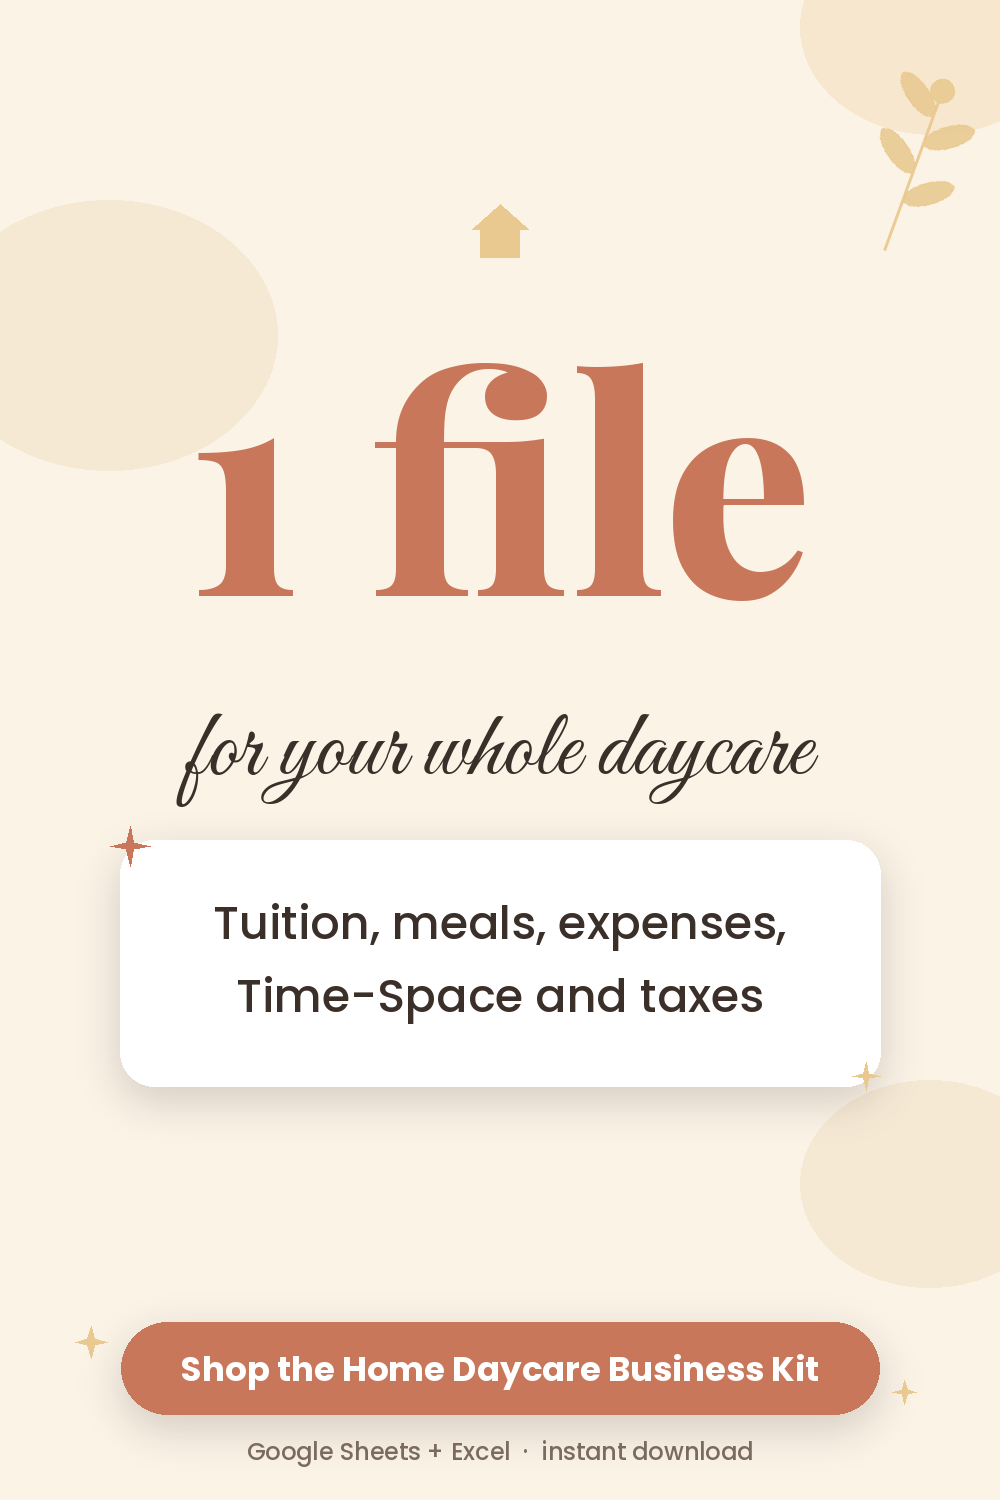 1 file
for your whole daycare
Tuition, meals, expenses,
Time-Space and taxes
Shop the Home Daycare Business Kit
Google Sheets + Excel · instant download